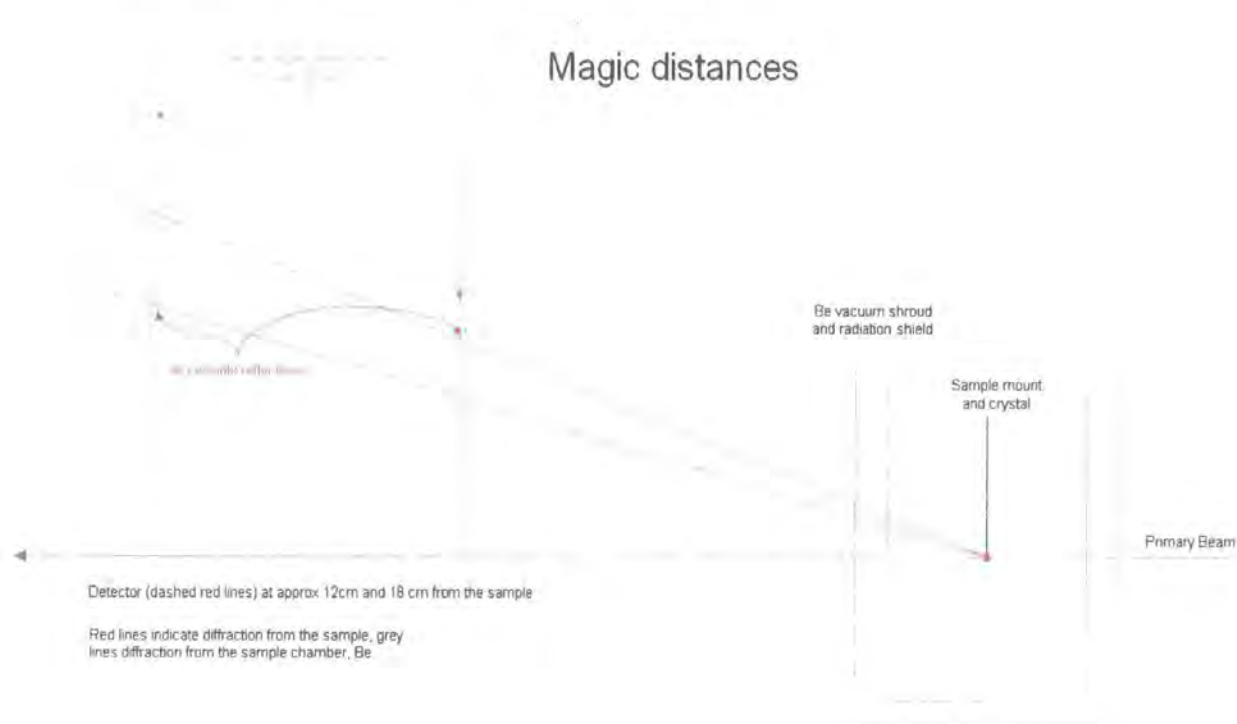 Magic distances
Be vacuum shroud
and radiation shield
Sample mount
and crystal
Primary Beam
Detector (dashed red lines) at approx 12cm and 18 cm from the sample
Red lines indicate diffraction from the sample, grey
lines diffraction from the sample chamber, Be